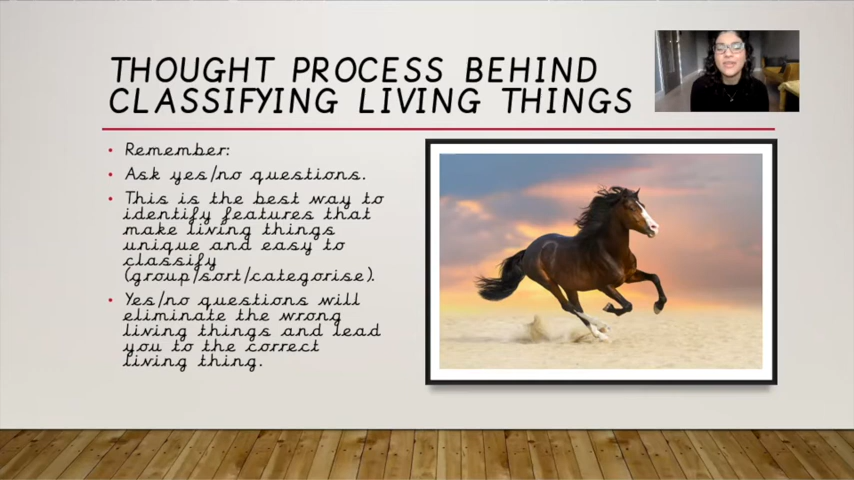 THOUGHT PROCESS BEHIND
CLASSIFYING LIVING THINGS
• Remember:
• Ask yes/no questions.
• This is the best way to
identify features that
make living things
unique and easy to
classify
(group/sort/categorise).
• Yes/no questions will
eliminate the wrong
living things and lead
you to the correct
living thing.